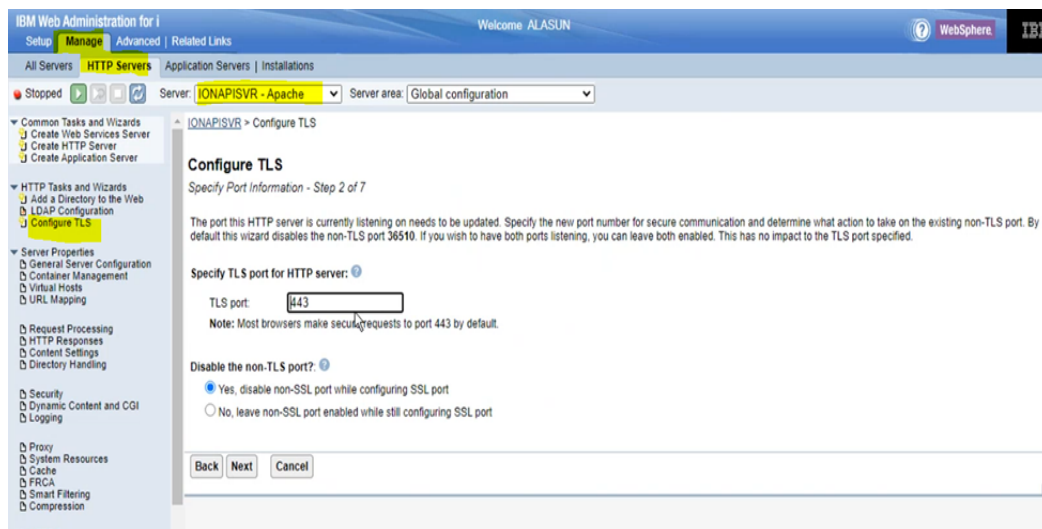 IBM Web Administration for i
Welcome ALASUN
WebSphere.
Setup Manage Advanced | Related Links
All Servers HTTP Servers Application Servers | Installations
Stopped Server: IONAPISVR - Apache Server area: Global configuration
Common Tasks and Wizards
Create Web Services Server
Create HTTP Server
Create Application Server
HTTP Tasks and Wizards
Add a Directory to the Web
LDAP Configuration
Configure TLS
Server Properties
General Server Configuration
Container Management
Virtual Hosts
URL Mapping
Request Processing
HTTP Responses
Content Settings
Directory Handling
Security
Dynamic Content and CGI
Logging
Proxy
System Resources
Cache
FRCA
Smart Filtering
Compression
IONAPISVR > Configure TLS
Configure TLS
Specify Port Information - Step 2 of 7
The port this HTTP server is currently listening on needs to be updated. Specify the new port number for secure communication and determine what action to take on the existing non-TLS port. By
default this wizard disables the non-TLS port 36510. If you wish to have both ports listening, you can leave both enabled. This has no impact to the TLS port specified.
Specify TLS port for HTTP server: ?
TLS port: 443
Note: Most browsers make secure requests to port 443 by default.
Disable the non-TLS port?: ?
Yes, disable non-SSL port while configuring SSL port
No, leave non-SSL port enabled while still configuring SSL port
Back Next Cancel